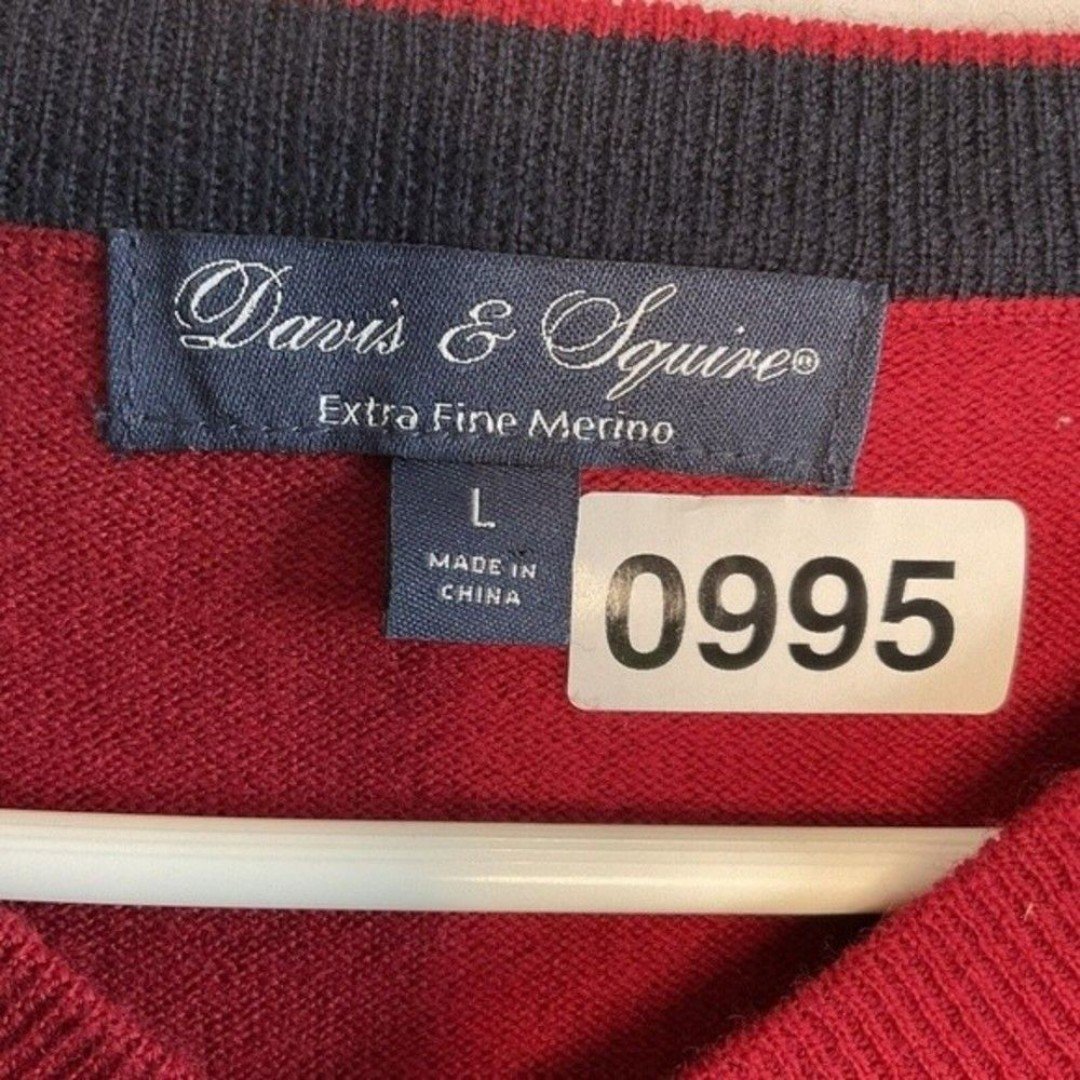 Davis & Squire®
Extra Fine Merino
L
MADE IN
CHINA
0995